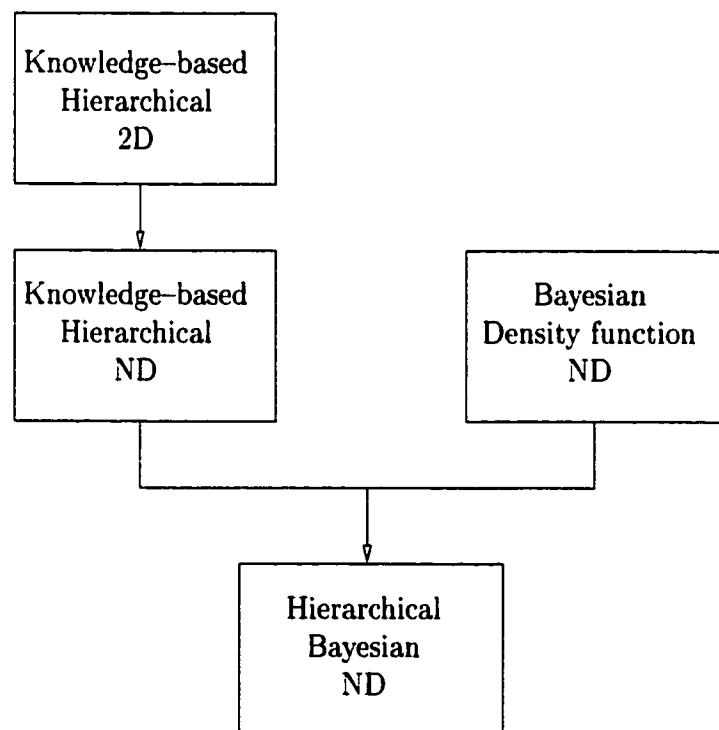 Knowledge–based
Hierarchical
2D
Knowledge–based
Hierarchical
ND
Bayesian
Density function
ND
Hierarchical
Bayesian
ND